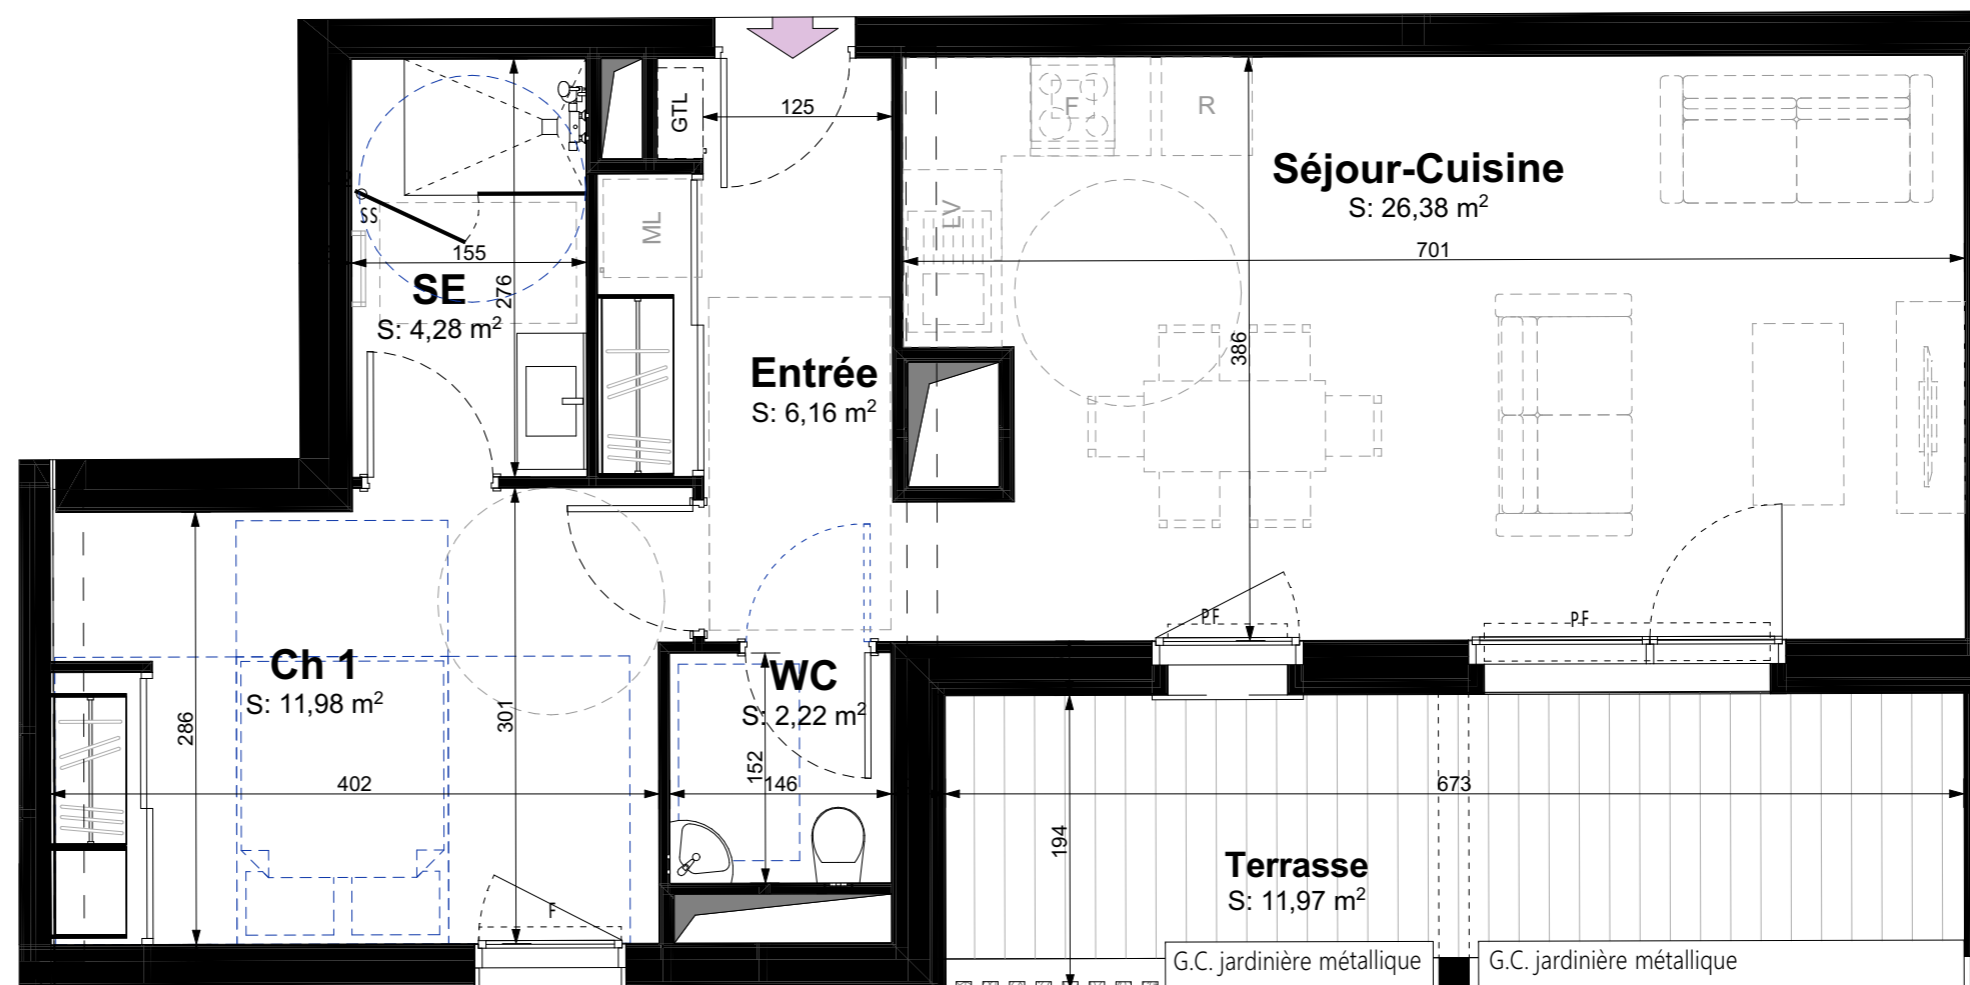 GTL
125
E
R
Séjour-Cuisine
S: 26,38 m²
SS
ML
LV
155
701
SE
S: 4,28 m²
276
386
Entrée
S: 6,16 m²
PF
PF
Ch 1
S: 11,98 m²
WC
S: 2,22 m²
286
301
152
402
146
673
194
Terrasse
S: 11,97 m²
F
G.C. jardinière métallique
G.C. jardinière métallique